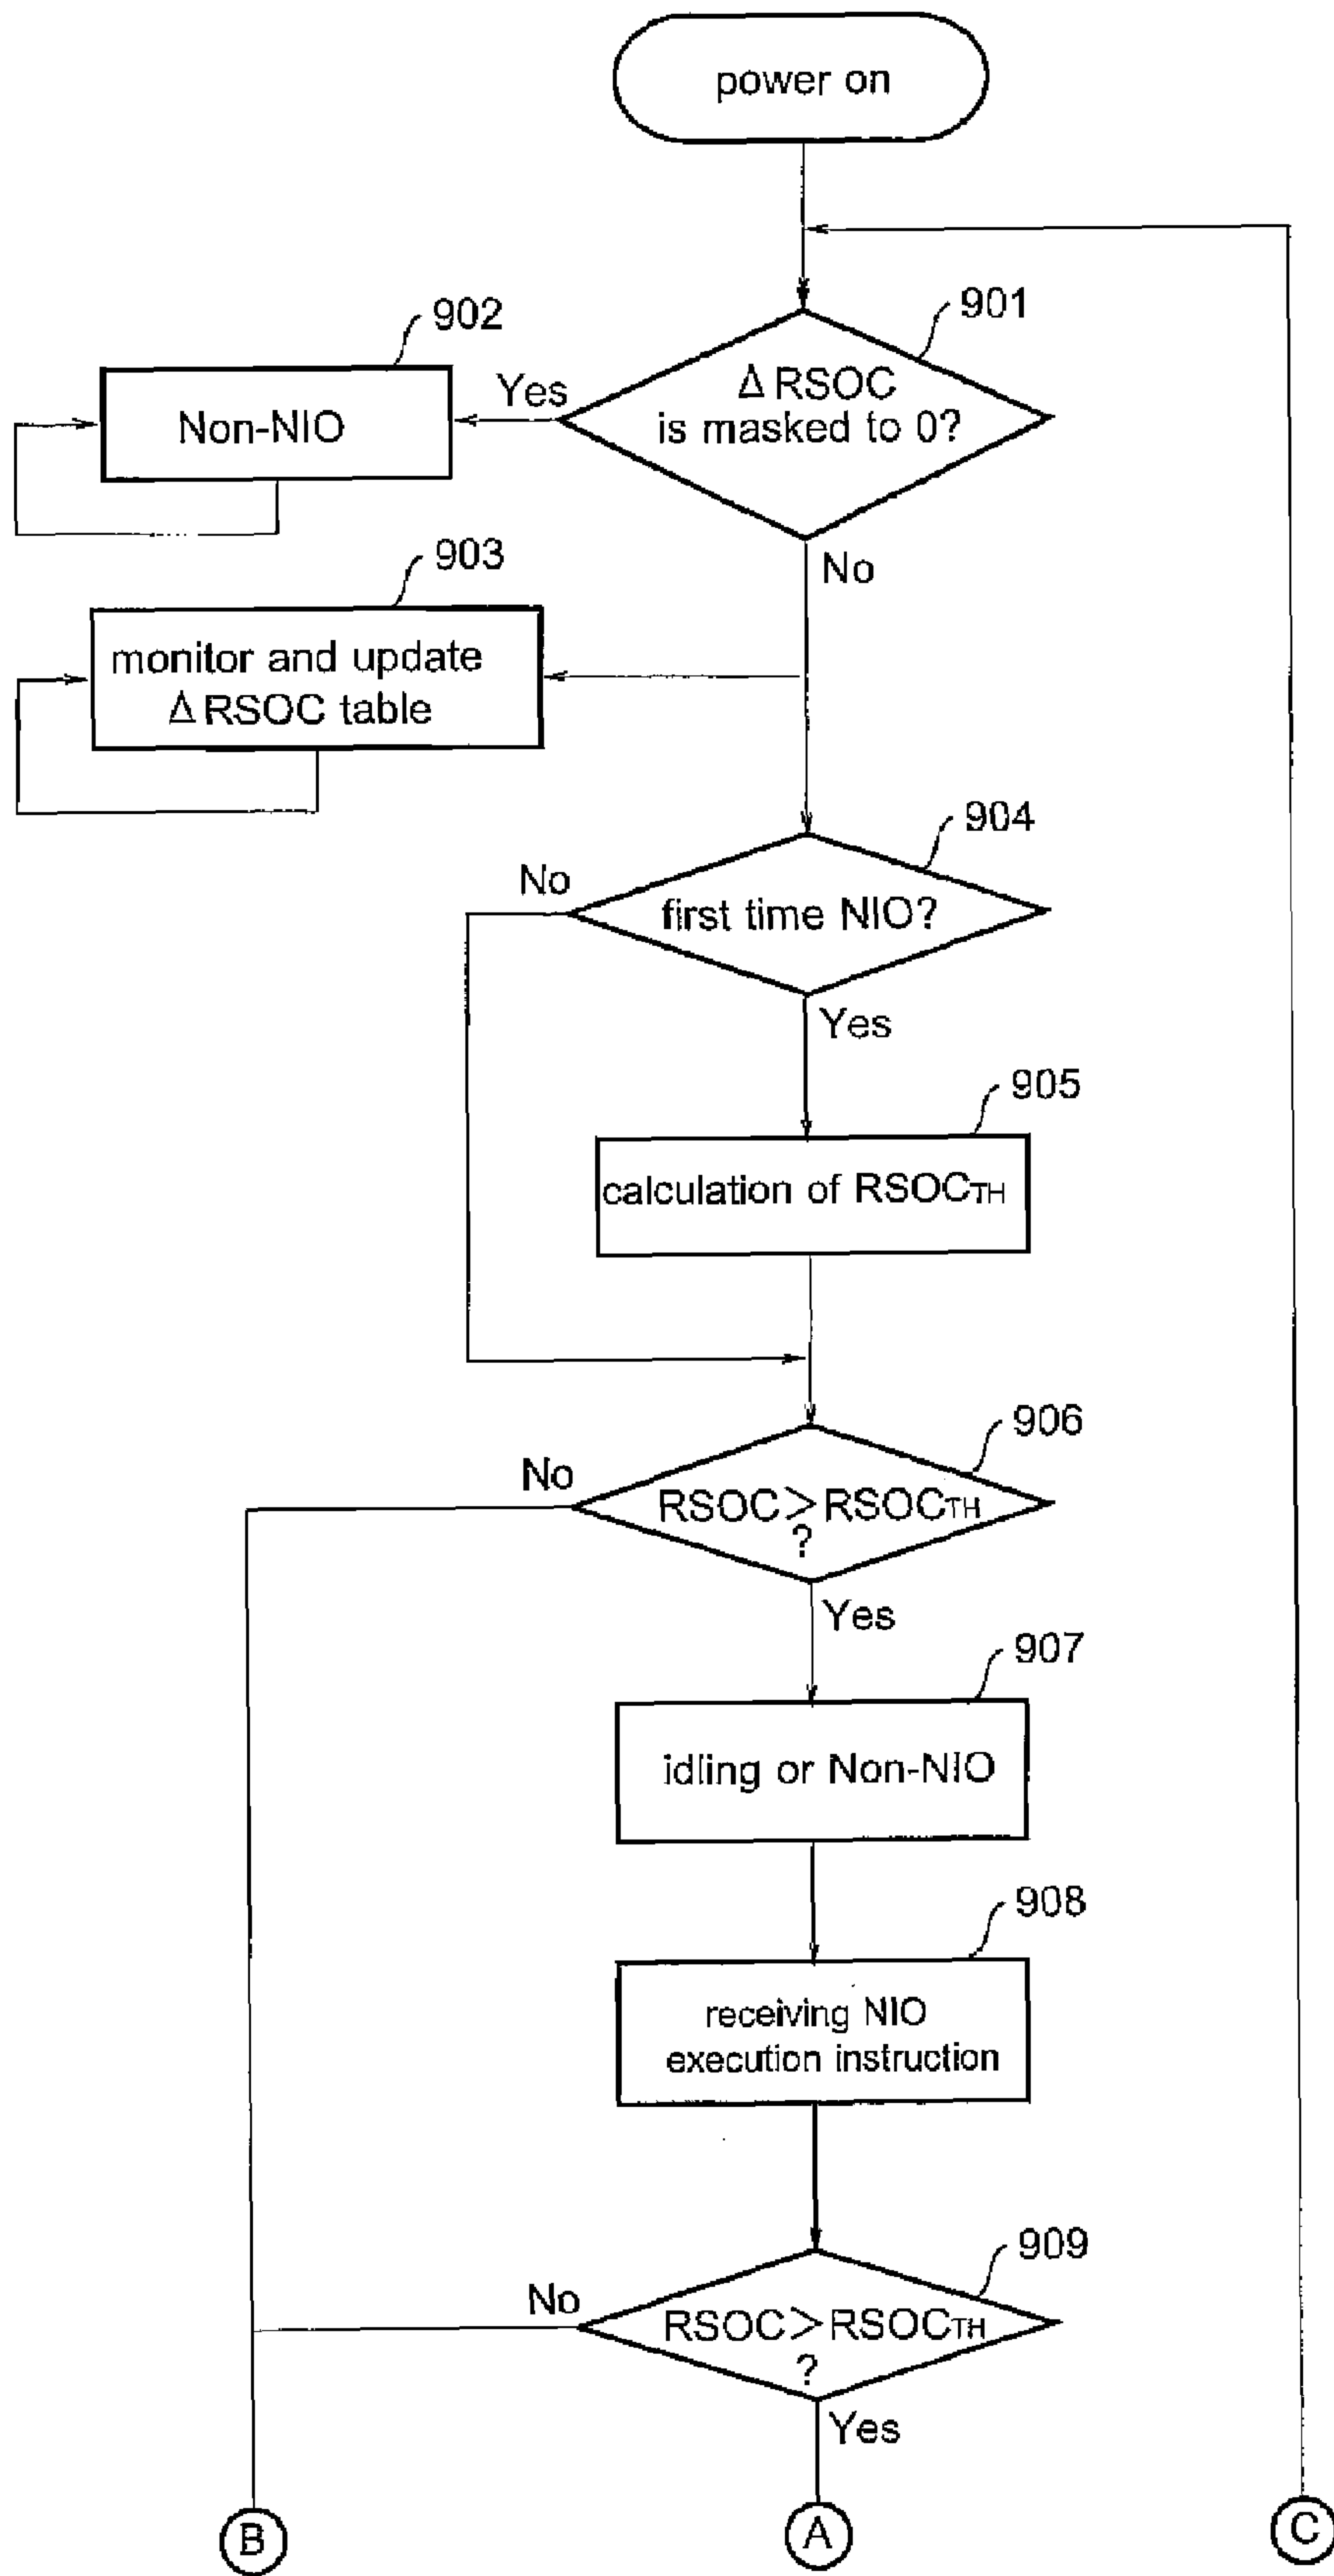 power on
901
Δ RSOC
is masked to 0?
902
Yes
Non-NIO
No
903
monitor and update
Δ RSOC table
904
No
first time NIO?
Yes
905
calculation of RSOCTH
906
No
RSOC>RSOCTH
?
Yes
907
idling or Non-NIO
908
receiving NIO
execution instruction
909
No
RSOC>RSOCTH
?
Yes
B
A
C